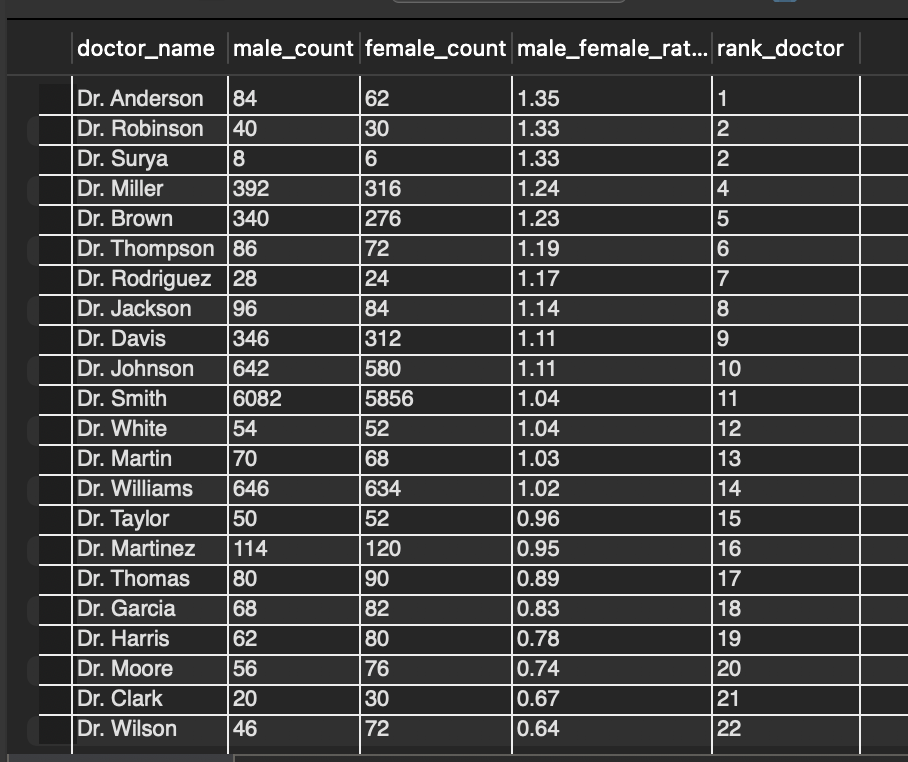 doctor_name male_count female_count male_female_rat... rank_doctor
Dr. Anderson 84 62 1.35 1
Dr. Robinson 40 30 1.33 2
Dr. Surya 8 6 1.33 2
Dr. Miller 392 316 1.24 4
Dr. Brown 340 276 1.23 5
Dr. Thompson 86 72 1.19 6
Dr. Rodriguez 28 24 1.17 7
Dr. Jackson 96 84 1.14 8
Dr. Davis 346 312 1.11 9
Dr. Johnson 642 580 1.11 10
Dr. Smith 6082 5856 1.04 11
Dr. White 54 52 1.04 12
Dr. Martin 70 68 1.03 13
Dr. Williams 646 634 1.02 14
Dr. Taylor 50 52 0.96 15
Dr. Martinez 114 120 0.95 16
Dr. Thomas 80 90 0.89 17
Dr. Garcia 68 82 0.83 18
Dr. Harris 62 80 0.78 19
Dr. Moore 56 76 0.74 20
Dr. Clark 20 30 0.67 21
Dr. Wilson 46 72 0.64 22